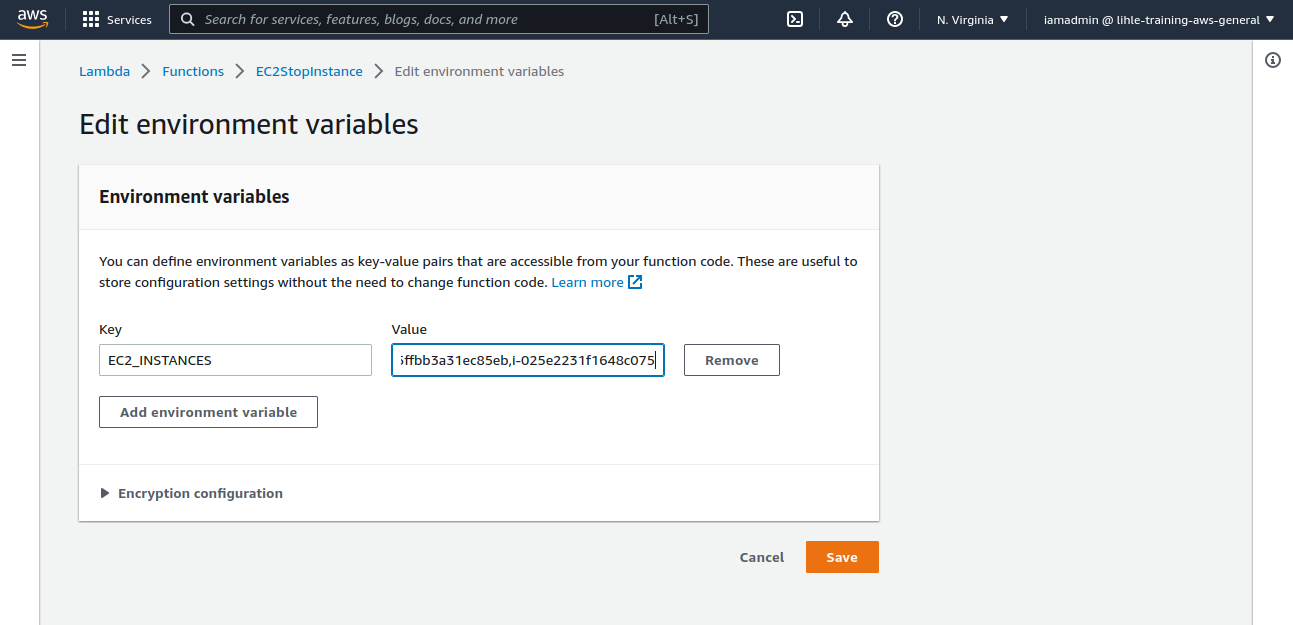 aws
Services
Search for services, features, blogs, docs, and more [Alt+S]
N. Virginia
iamadmin @ lihle-training-aws-general
Lambda Functions EC2StopInstance Edit environment variables
Edit environment variables
Environment variables
You can define environment variables as key-value pairs that are accessible from your function code. These are useful to
store configuration settings without the need to change function code. Learn more
Key Value
EC2_INSTANCES ffbb3a31ec85eb,i-025e2231f1648c075 Remove
Add environment variable
Encryption configuration
Cancel Save